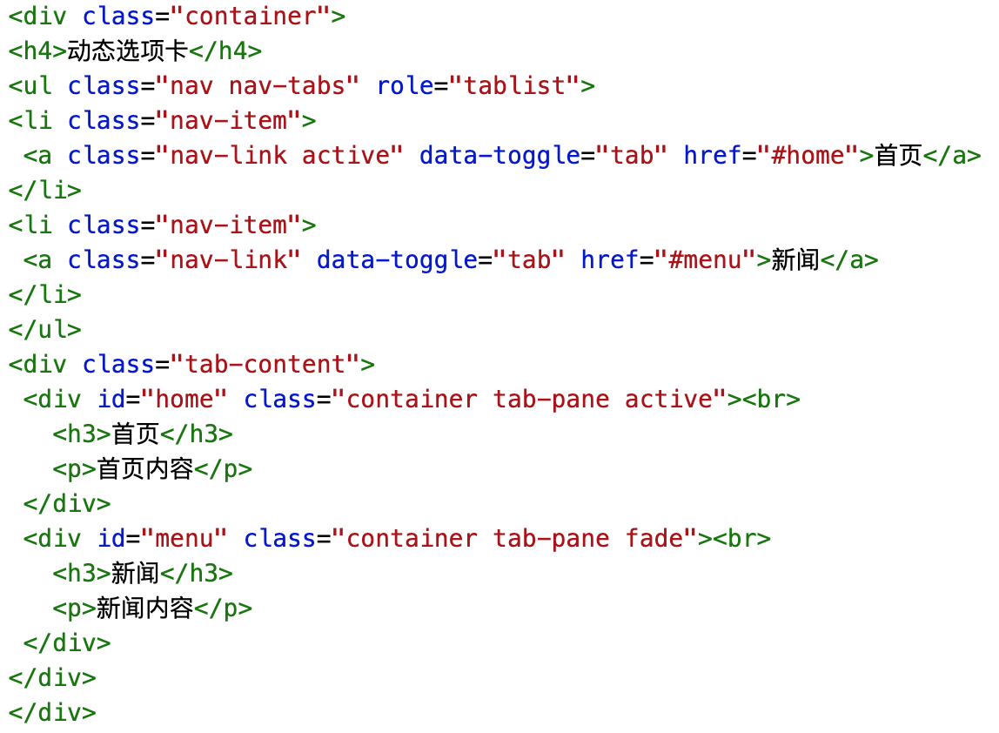 <div class="container">
<h4>动态选项卡</h4>
<ul class="nav nav-tabs" role="tablist">
<li class="nav-item">
 <a class="nav-link active" data-toggle="tab" href="#home">首页</a>
</li>
<li class="nav-item">
 <a class="nav-link" data-toggle="tab" href="#menu">新闻</a>
</li>
</ul>
<div class="tab-content">
 <div id="home" class="container tab-pane active"><br>
   <h3>首页</h3>
   <p>首页内容</p>
 </div>
 <div id="menu" class="container tab-pane fade"><br>
   <h3>新闻</h3>
   <p>新闻内容</p>
 </div>
</div>
</div>